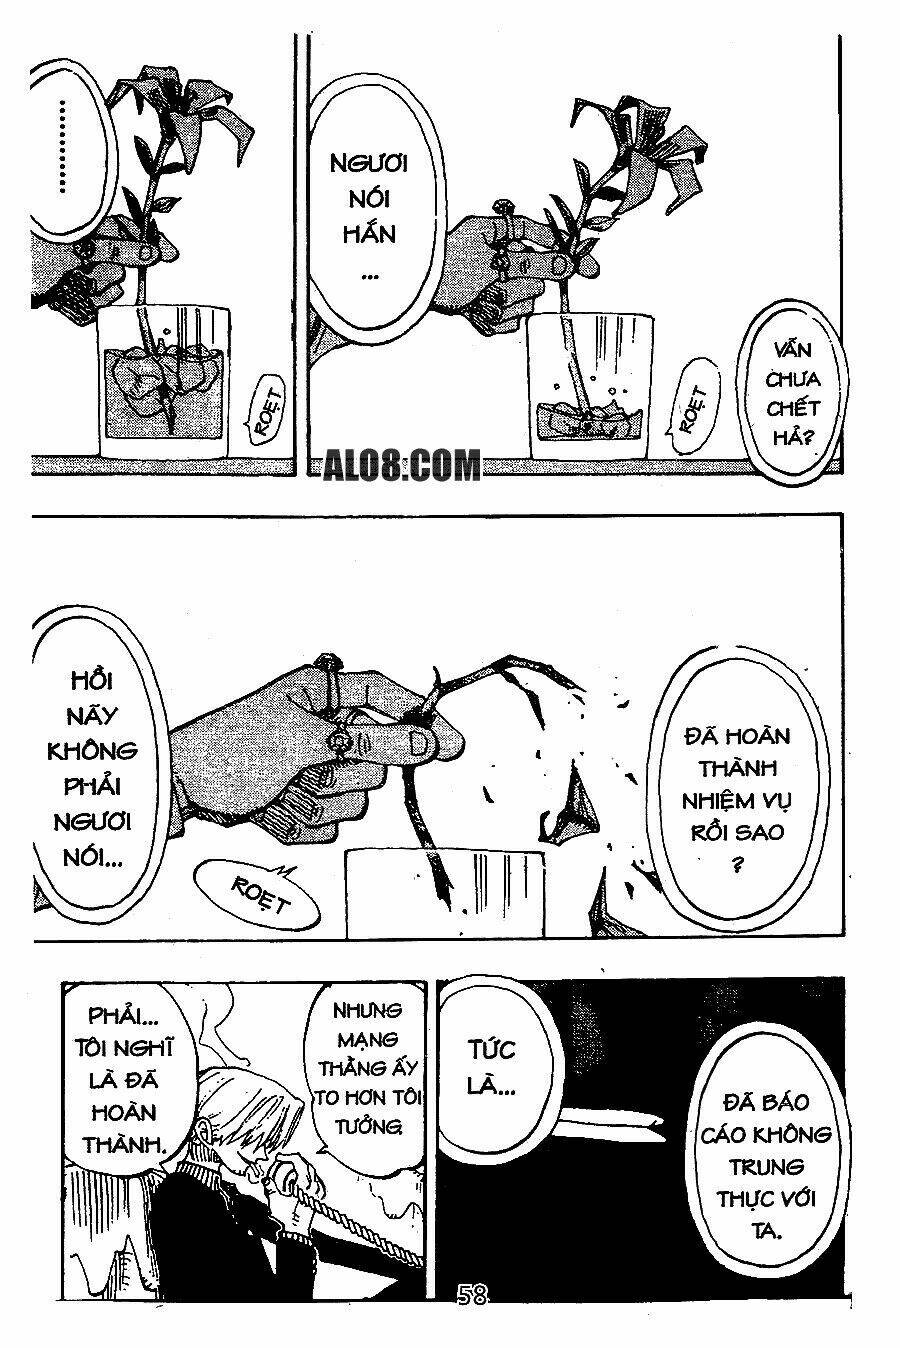 VẪN
CHƯA
CHẾT
HẢ?
NGƯƠI
NÓI
HẮN
...
ROẸT
..........
ROẸT
AL08.COM
ĐÃ HOÀN
THÀNH
NHIỆM VỤ
RỒI SAO
?
HỒI
NÃY
KHÔNG
PHẢI
NGƯƠI
NÓI...
ROẸT
ĐÃ BÁO
CÁO KHÔNG
TRUNG
THỰC VỚI
TA.
TỨC
LÀ...
NHƯNG
MẠNG
THẰNG ẤY
TO HƠN TÔI
TƯỞNG.
PHẢI...
TÔI NGHĨ
LÀ ĐÃ
HOÀN
THÀNH.
58